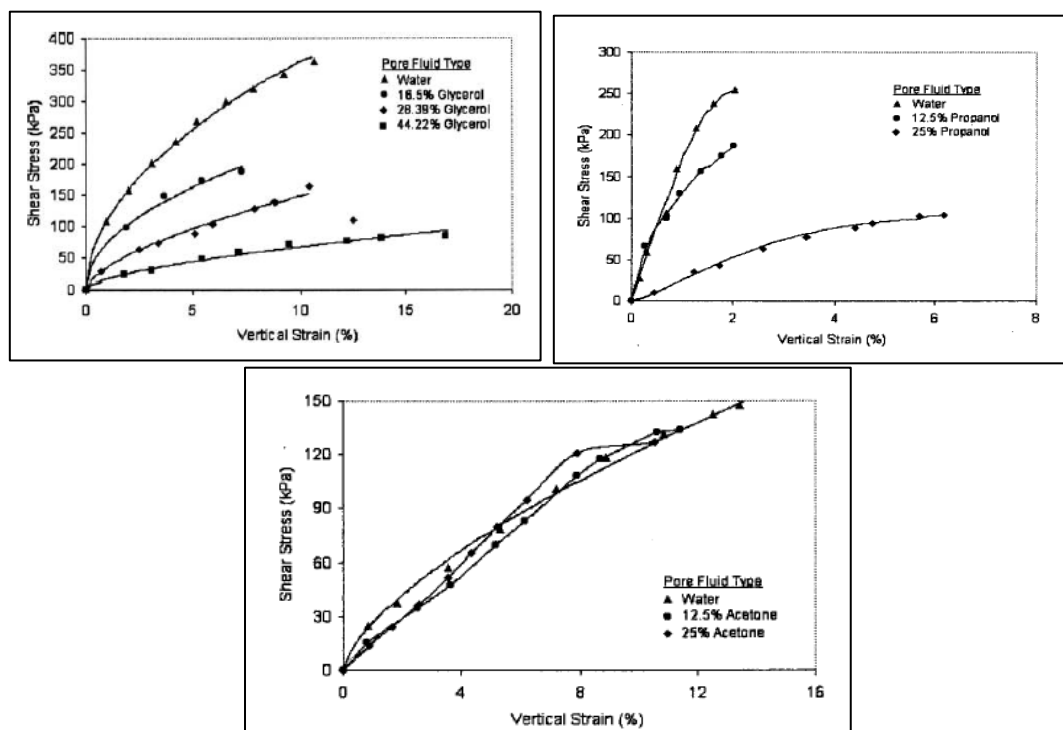 400
350
300
250
200
150
100
50
0
Shear Stress (kPa)
Pore Fluid Type
Water
16.5% Glycerol
28.39% Glycerol
44.22% Glycerol
0 5 10 15 20
Vertical Strain (%)
300
250
200
150
100
50
0
Shear Stress (kPa)
Pore Fluid Type
Water
12.5% Propanol
25% Propanol
0 2 4 6 8
Vertical Strain (%)
150
120
90
60
30
0
Shear Stress (kPa)
Pore Fluid Type
Water
12.5% Acetone
25% Acetone
0 4 8 12 16
Vertical Strain (%)